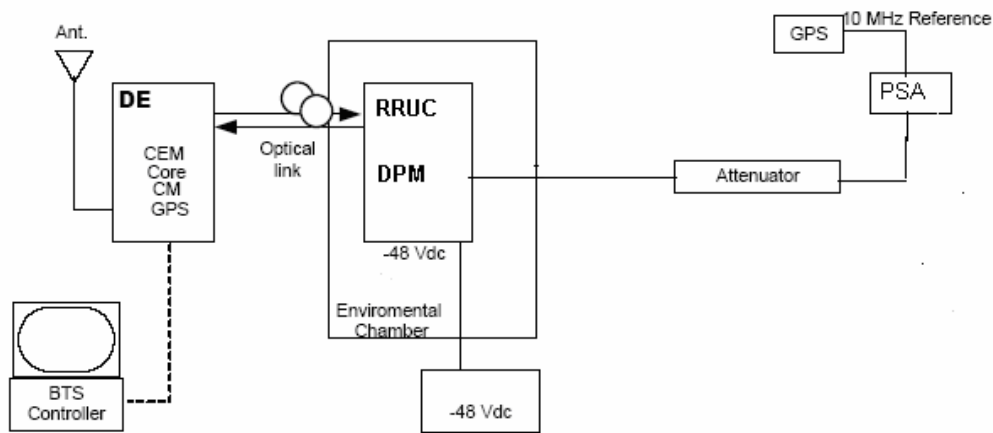 Ant.
DE
CEM
Core
CM
GPS
Optical
link
RRUC
DPM
-48 Vdc
Enviromental
Chamber
-48 Vdc
BTS
Controller
Attenuator
GPS
10 MHz Reference
PSA